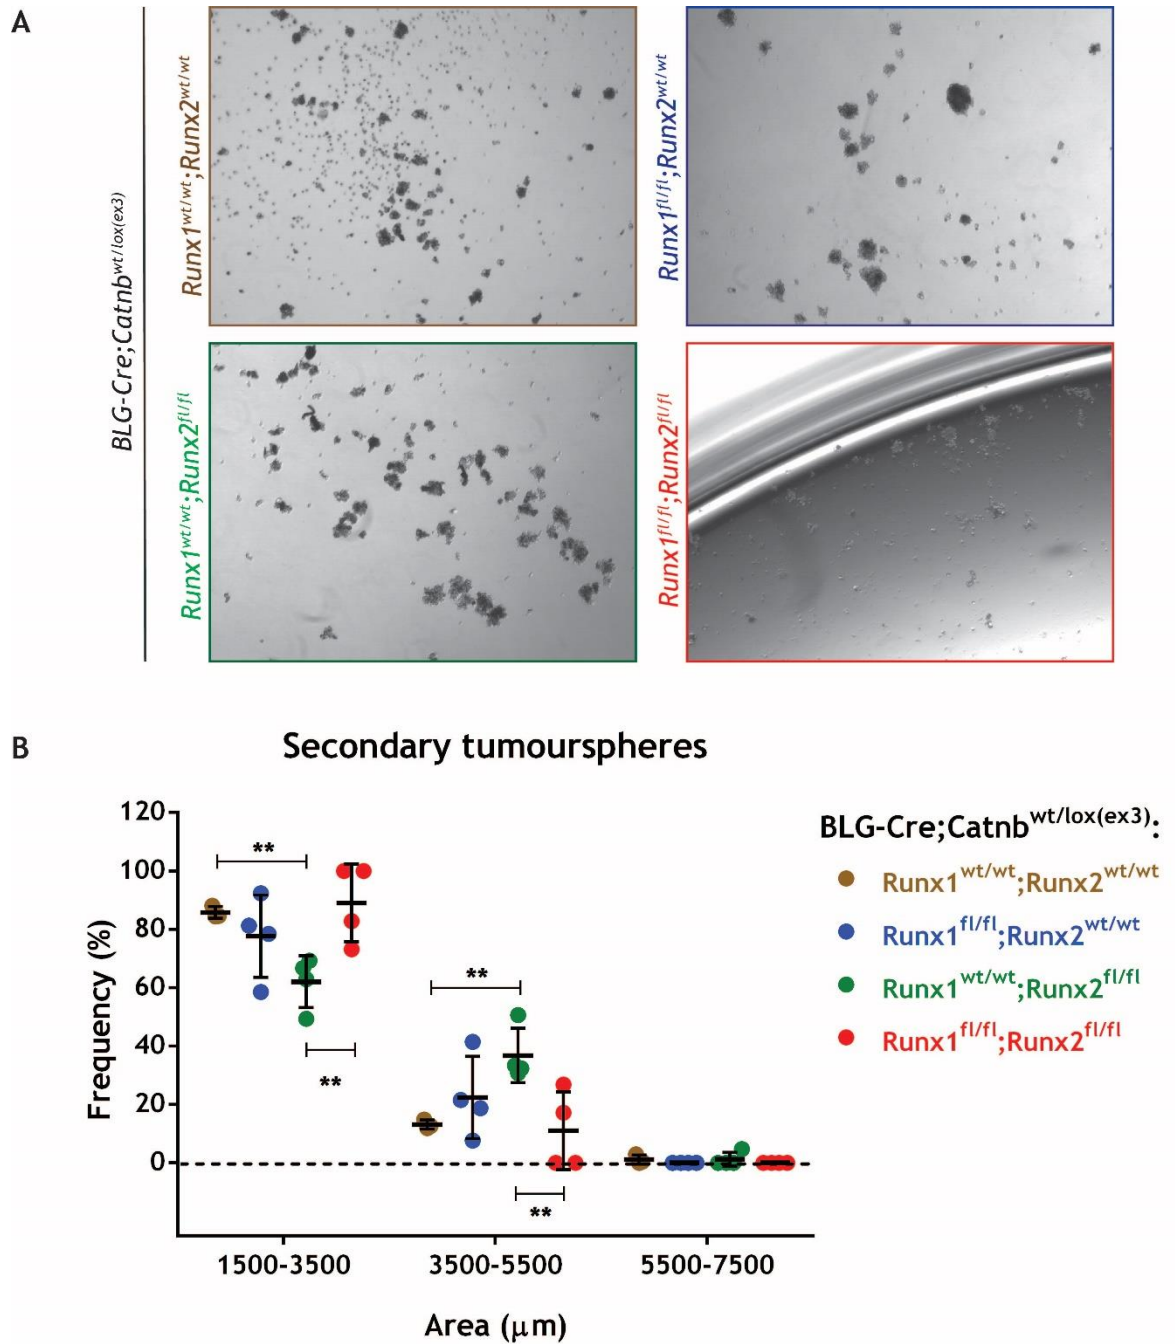 A
BLG-Cre;Catnb^wt/lox(ex3)
Runx1^wt/wt;Runx2^wt/wt
Runx1^fl/fl;Runx2^wt/wt
Runx1^wt/wt;Runx2^fl/fl
Runx1^fl/fl;Runx2^fl/fl
B
Secondary tumourspheres
Frequency (%)
120
100
80
60
40
20
0
**
**
**
**
1500-3500
3500-5500
5500-7500
Area (μm)
BLG-Cre;Catnb^wt/lox(ex3):
Runx1^wt/wt;Runx2^wt/wt
Runx1^fl/fl;Runx2^wt/wt
Runx1^wt/wt;Runx2^fl/fl
Runx1^fl/fl;Runx2^fl/fl